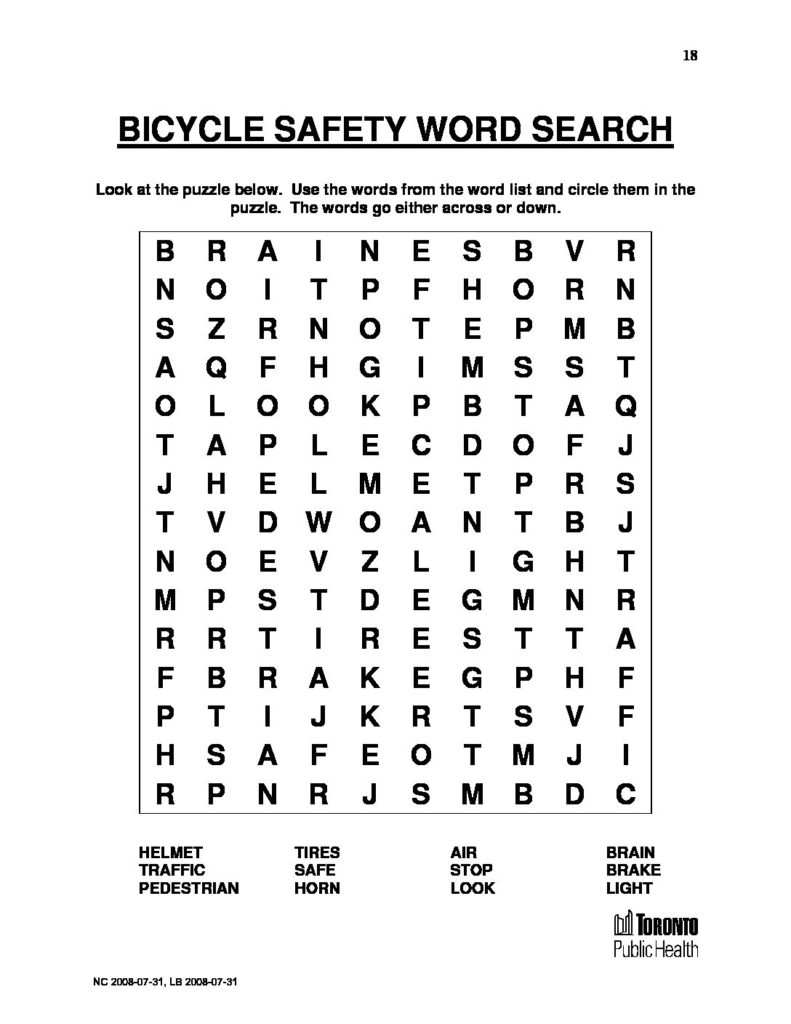 18
BICYCLE SAFETY WORD SEARCH
Look at the puzzle below. Use the words from the word list and circle them in the
puzzle. The words go either across or down.
B R A I N E S B V R
N O I T P F H O R N
S Z R N O T E P M B
A Q F H G I M S S T
O L O O K P B T A Q
T A P L E C D O F J
J H E L M E T P R S
T V D W O A N T B J
N O E V Z L I G H T
M P S T D E G M N R
R R T I R E S T T A
F B R A K E G P H F
P T I J K R T S V F
H S A F E O T M J I
R P N R J S M B D C
HELMET TIRES AIR BRAIN
TRAFFIC SAFE STOP BRAKE
PEDESTRIAN HORN LOOK LIGHT
TORONTO
Public Health
NC 2008-07-31, LB 2008-07-31